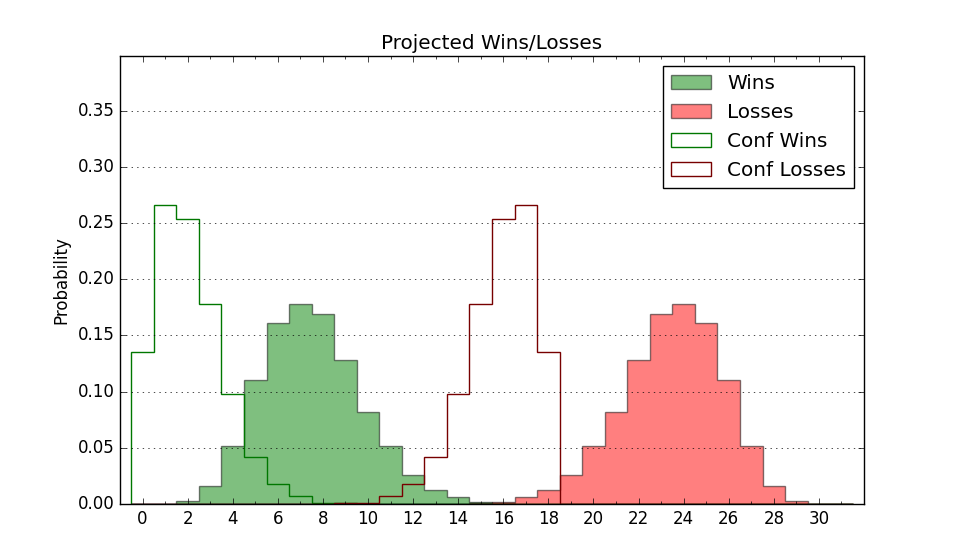 Projected Wins/Losses
Wins
Losses
Conf Wins
Conf Losses
Probability
0.35
0.30
0.25
0.20
0.15
0.10
0.05
0.00
0 2 4 6 8 10 12 14 16 18 20 22 24 26 28 30